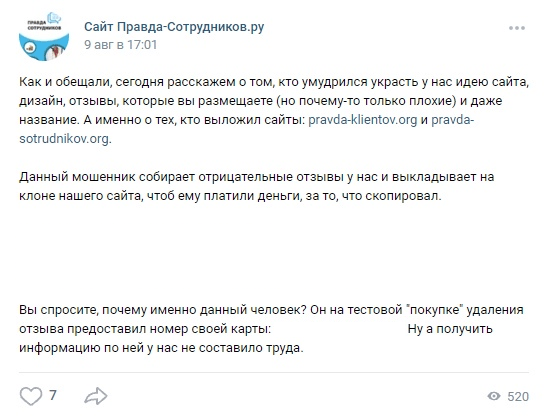 ПРАВДА
СОТРУДНИКОВ
Сайт Правда-Сотрудников.ру
9 авг в 17:01
Как и обещали, сегодня расскажем о том, кто умудрился украсть у нас идею сайта,
дизайн, отзывы, которые вы размещаете (но почему-то только плохие) и даже
название. А именно о тех, кто выложил сайты: pravda-klientov.org и pravda-
sotrudnikov.org.
Данный мошенник собирает отрицательные отзывы у нас и выкладывает на
клоне нашего сайта, чтоб ему платили деньги, за то, что скопировал.
Вы спросите, почему именно данный человек? Он на тестовой "покупке" удаления
отзыва предоставил номер своей карты: Ну а получить
информацию по ней у нас не составило труда.
7
520